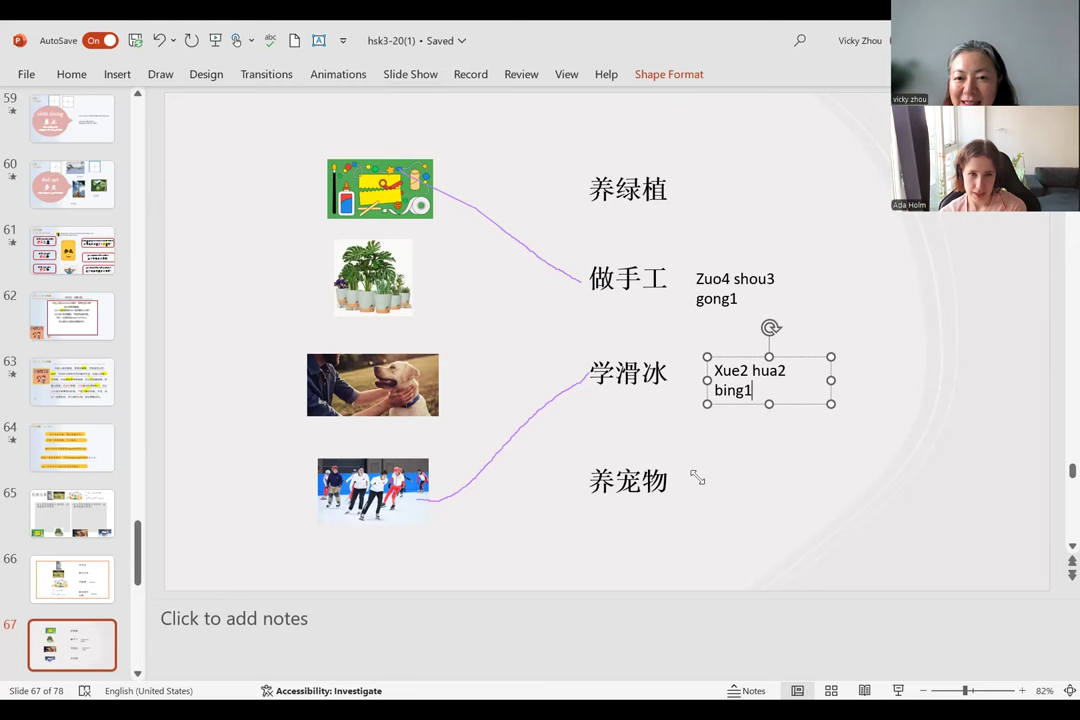 AutoSave
On
abc
A
hsk3-20(1) • Saved
Vicky Zhou
File
Home
Insert
Draw
Design
Transitions
Animations
Slide Show
Record
Review
View
Help
Shape Format
vicky zhou
Ada Holm
59
60
61
62
63
64
65
66
67
养绿植
做手工
Zuo4 shou3
gong1
学滑冰
Xue2 hua2
bing1
养宠物
Click to add notes
Slide 67 of 78
English (United States)
Accessibility: Investigate
Notes
82%